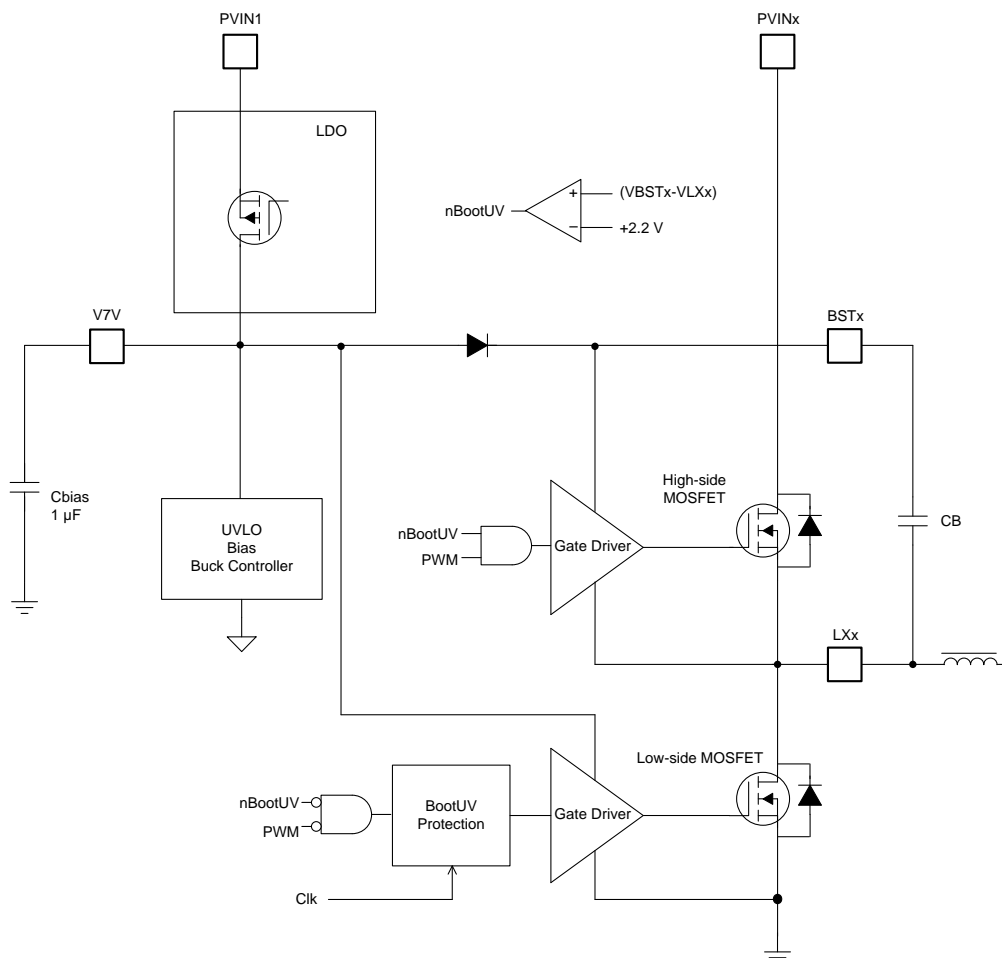 PVIN1
PVINx
LDO
+
(VBSTx-VLXx)
nBootUV
−
+2.2 V
V7V
BSTx
Cbias
1 µF
UVLO
Bias
Buck Controller
High-side
MOSFET
nBootUV
PWM
Gate Driver
CB
LXx
Low-side MOSFET
nBootUV
PWM
BootUV
Protection
Gate Driver
Clk